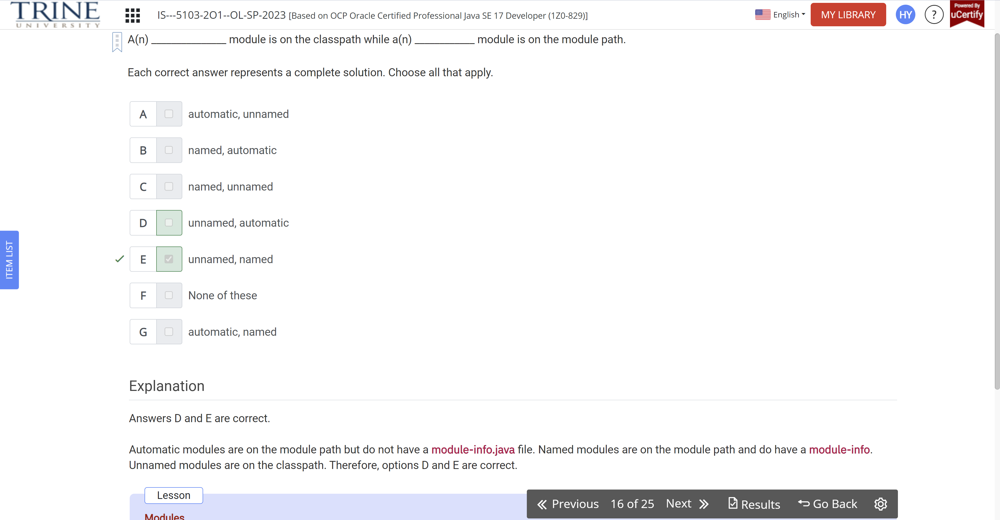 TRINE
UNIVERSITY
IS---5103-2O1--OL-SP-2023 [Based on OCP Oracle Certified Professional Java SE 17 Developer (1Z0-829)]
English
MY LIBRARY
HY
?
Powered By
uCertify
A(n) _______________ module is on the classpath while a(n) ____________ module is on the module path.
Each correct answer represents a complete solution. Choose all that apply.
A automatic, unnamed
B named, automatic
C named, unnamed
D unnamed, automatic
E unnamed, named
F None of these
G automatic, named
ITEM LIST
Explanation
Answers D and E are correct.
Automatic modules are on the module path but do not have a module-info.java file. Named modules are on the module path and do have a module-info.
Unnamed modules are on the classpath. Therefore, options D and E are correct.
Lesson
Modules
Previous 16 of 25 Next Results Go Back